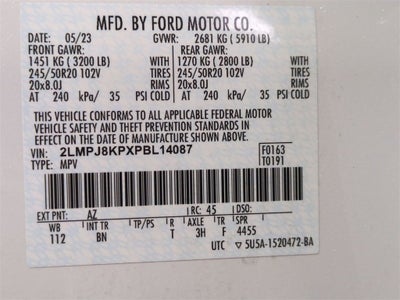 MFD. BY FORD MOTOR CO.
DATE: 05/23 GVWR: 2681 KG ( 5910 LB)
FRONT GAWR: REAR GAWR:
1451 KG ( 3200 LB) WITH 1270 KG ( 2800 LB) WITH
245/50R20 102V TIRES 245/50R20 102V TIRES
20x8.0J RIMS 20x8.0J RIMS
AT 240 kPa/ 35 PSI COLD AT 240 kPa/ 35 PSI COLD
THIS VEHICLE CONFORMS TO ALL APPLICABLE FEDERAL MOTOR
VEHICLE SAFETY AND THEFT PREVENTION STANDARDS IN
EFFECT ON THE DATE OF MANUFACTURE SHOWN ABOVE.
VIN: 2LMPJ8KPXPBL14087 F0163
TYPE: MPV T0191
EXT PNT: AZ RC: 45 DSO:
WB INT TR TP/PS R AXLE TR SPR
112 BN T 3H F 4455
UTC ▽ 5U5A-1520472-BA